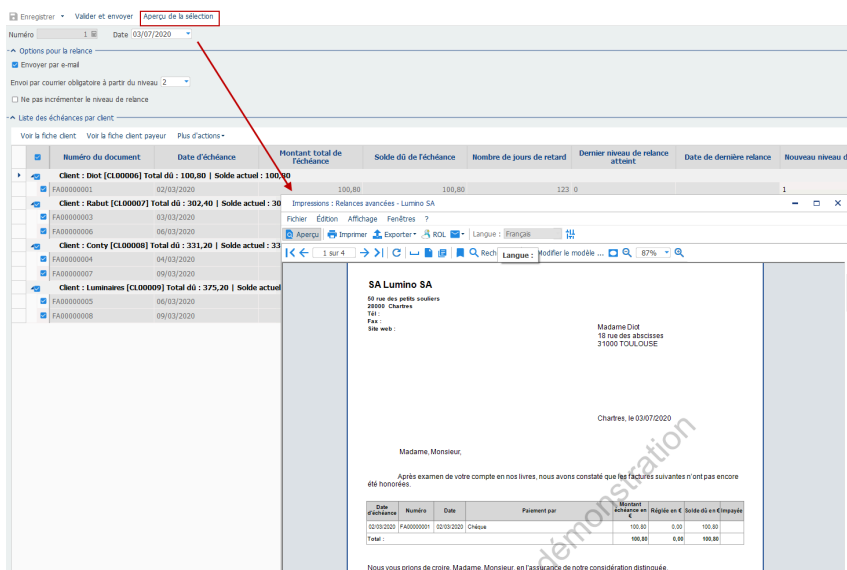 Enregistrer Valider et envoyer Aperçu de la sélection
Numéro 1 Date 03/07/2020
Options pour la relance
Envoyer par e-mail
Envoi par courrier obligatoire à partir du niveau 2
Ne pas incrémenter le niveau de relance
Liste des échéances par client
Voir la fiche client Voir la fiche client payeur Plus d'actions
Numéro du document Date d'échéance Montant total de l'échéance Solde dû de l'échéance Nombre de jours de retard Dernier niveau de relance atteint Date de dernière relance Nouveau niveau d
Client : Diot [CL00006] Total dû : 100,80 | Solde actuel : 100,80
FA00000001 02/03/2020 100,80 100,80 123 0 1
Client : Rabut [CL00007] Total dû : 302,40 | Solde actuel : 30
FA00000003 03/03/2020
FA00000006 06/03/2020
Client : Conty [CL00008] Total dû : 331,20 | Solde actuel : 33
FA00000004 04/03/2020
FA00000007 09/03/2020
Client : Luminaires [CL00009] Total dû : 375,20 | Solde actuel
FA00000005 06/03/2020
FA00000008 09/03/2020
Impressions : Relances avancées - Lumino SA
Fichier Édition Affichage Fenêtres ?
Aperçu Imprimer Exporter ROL Langue : Français
1 sur 4 Rech Langue : Modifier le modèle ... 87%
SA Lumino SA
50 rue des petits souliers
28000 Chartres
Tél :
Fax :
Site web :
Madame Diot
18 rue des abscisses
31000 TOULOUSE
Chartres, le 03/07/2020
Madame, Monsieur,
Après examen de votre compte en nos livres, nous avons constaté que les factures suivantes n'ont pas encore
été honorées.
Date d'échéance Numéro Date Paiement par Montant échéance en € Réglée en € Solde dû en € Impayée
02/03/2020 FA00000001 02/03/2020 Chèque 100,80 0,00 100,80
Total : 100,80 0,00 100,80
Nous vous prions de croire, Madame, Monsieur, en l'assurance de notre considération distinguée.
démonstration